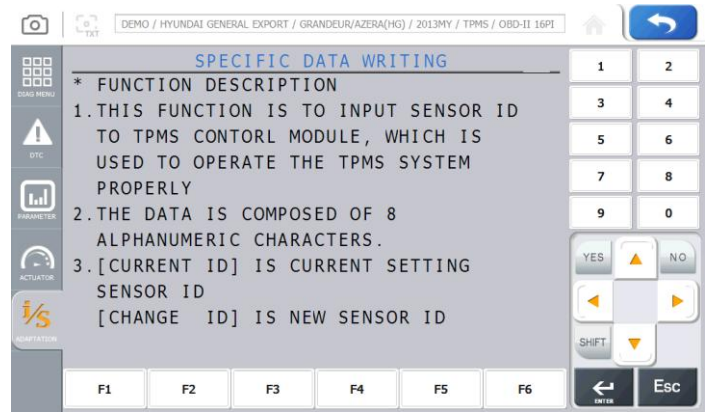 TXT
DEMO / HYUNDAI GENERAL EXPORT / GRANDEUR/AZERA(HG) / 2013MY / TPMS / OBD-II 16PI
DIAG MENU
DTC
PARAMETER
ACTUATOR
i/s
ADAPTATION
SPECIFIC DATA WRITING
* FUNCTION DESCRIPTION
1.THIS FUNCTION IS TO INPUT SENSOR ID
TO TPMS CONTORL MODULE, WHICH IS
USED TO OPERATE THE TPMS SYSTEM
PROPERLY
2.THE DATA IS COMPOSED OF 8
ALPHANUMERIC CHARACTERS.
3.[CURRENT ID] IS CURRENT SETTING
SENSOR ID
[CHANGE ID] IS NEW SENSOR ID
F1 F2 F3 F4 F5 F6
1 2
3 4
5 6
7 8
9 0
YES NO
SHIFT
ENTER Esc